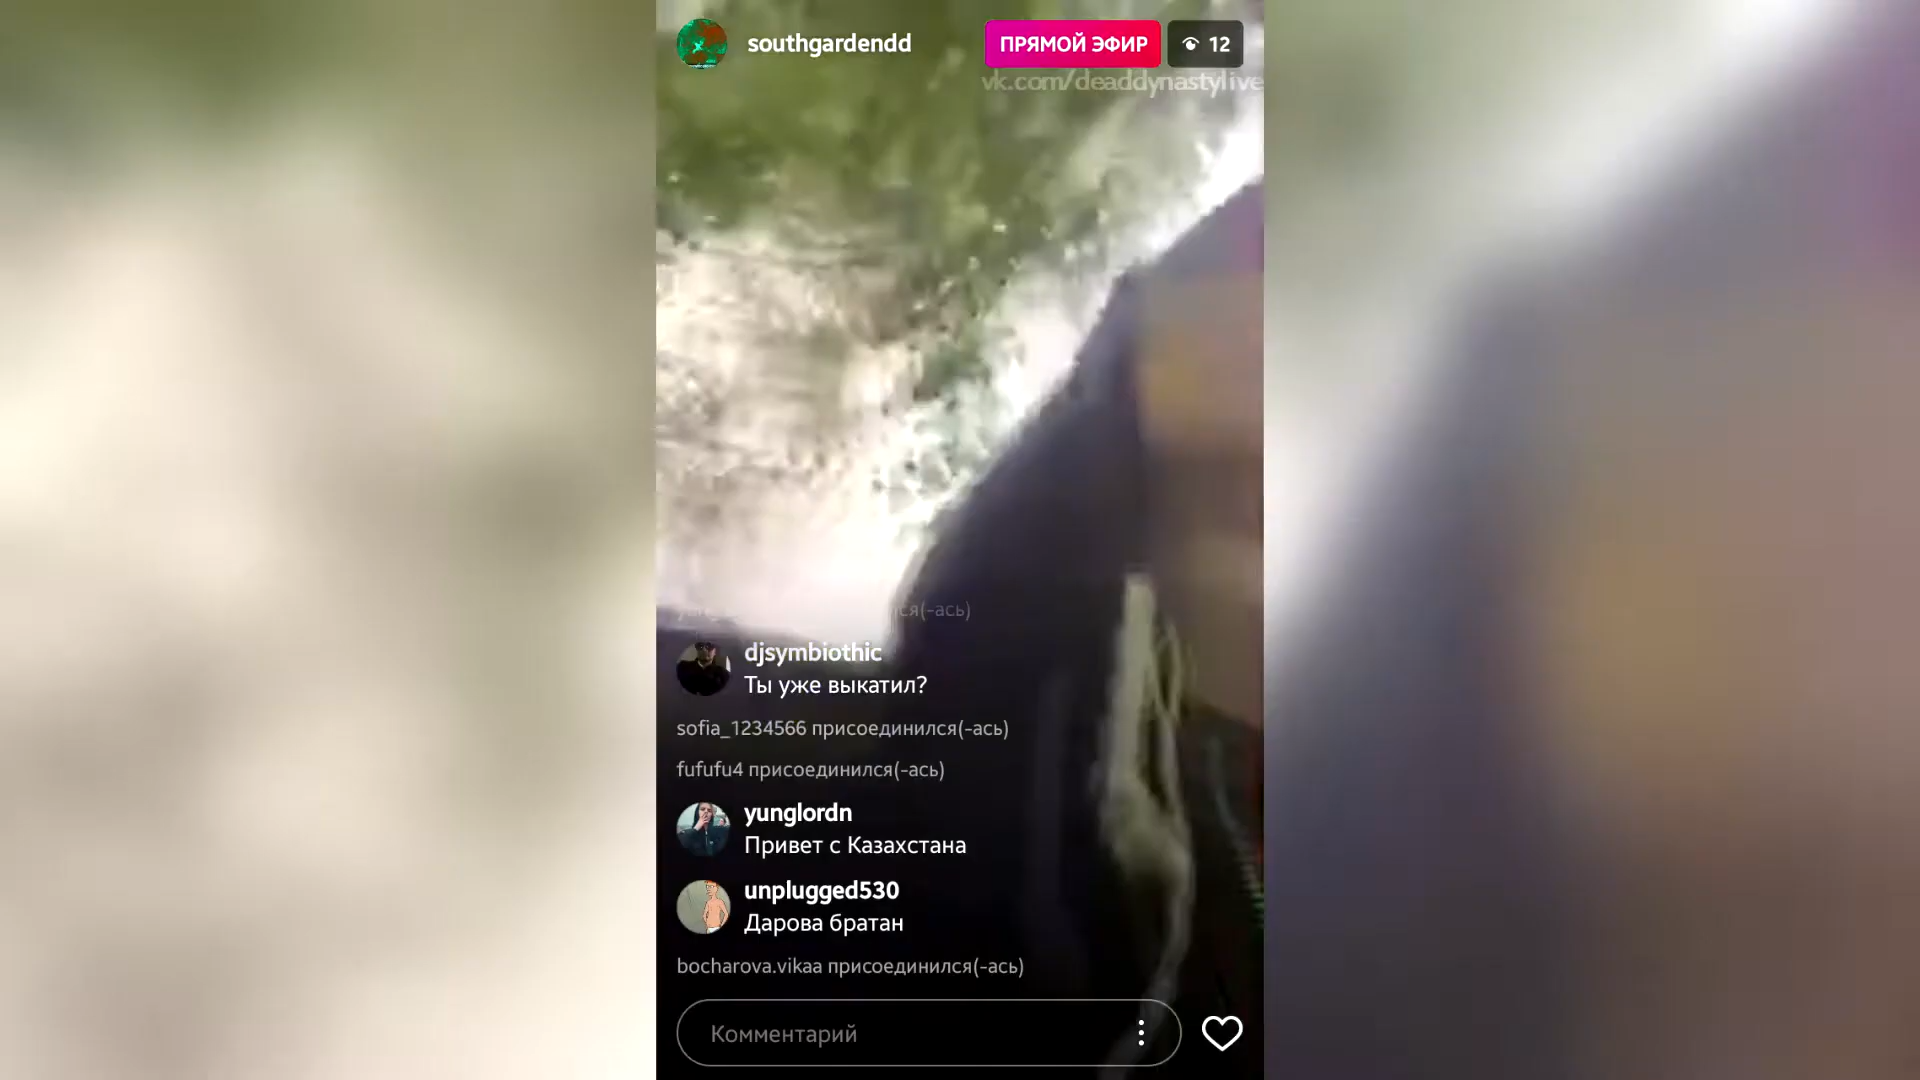 southgardendd
ПРЯМОЙ ЭФИР
12
vk.com/deaddynastylive
djsymbiothic
Ты уже выкатил?
sofia_1234566 присоединился(-ась)
fufufu4 присоединился(-ась)
yunglordn
Привет с Казахстана
unplugged530
Дарова братан
bocharova.vikaa присоединился(-ась)
Комментарий